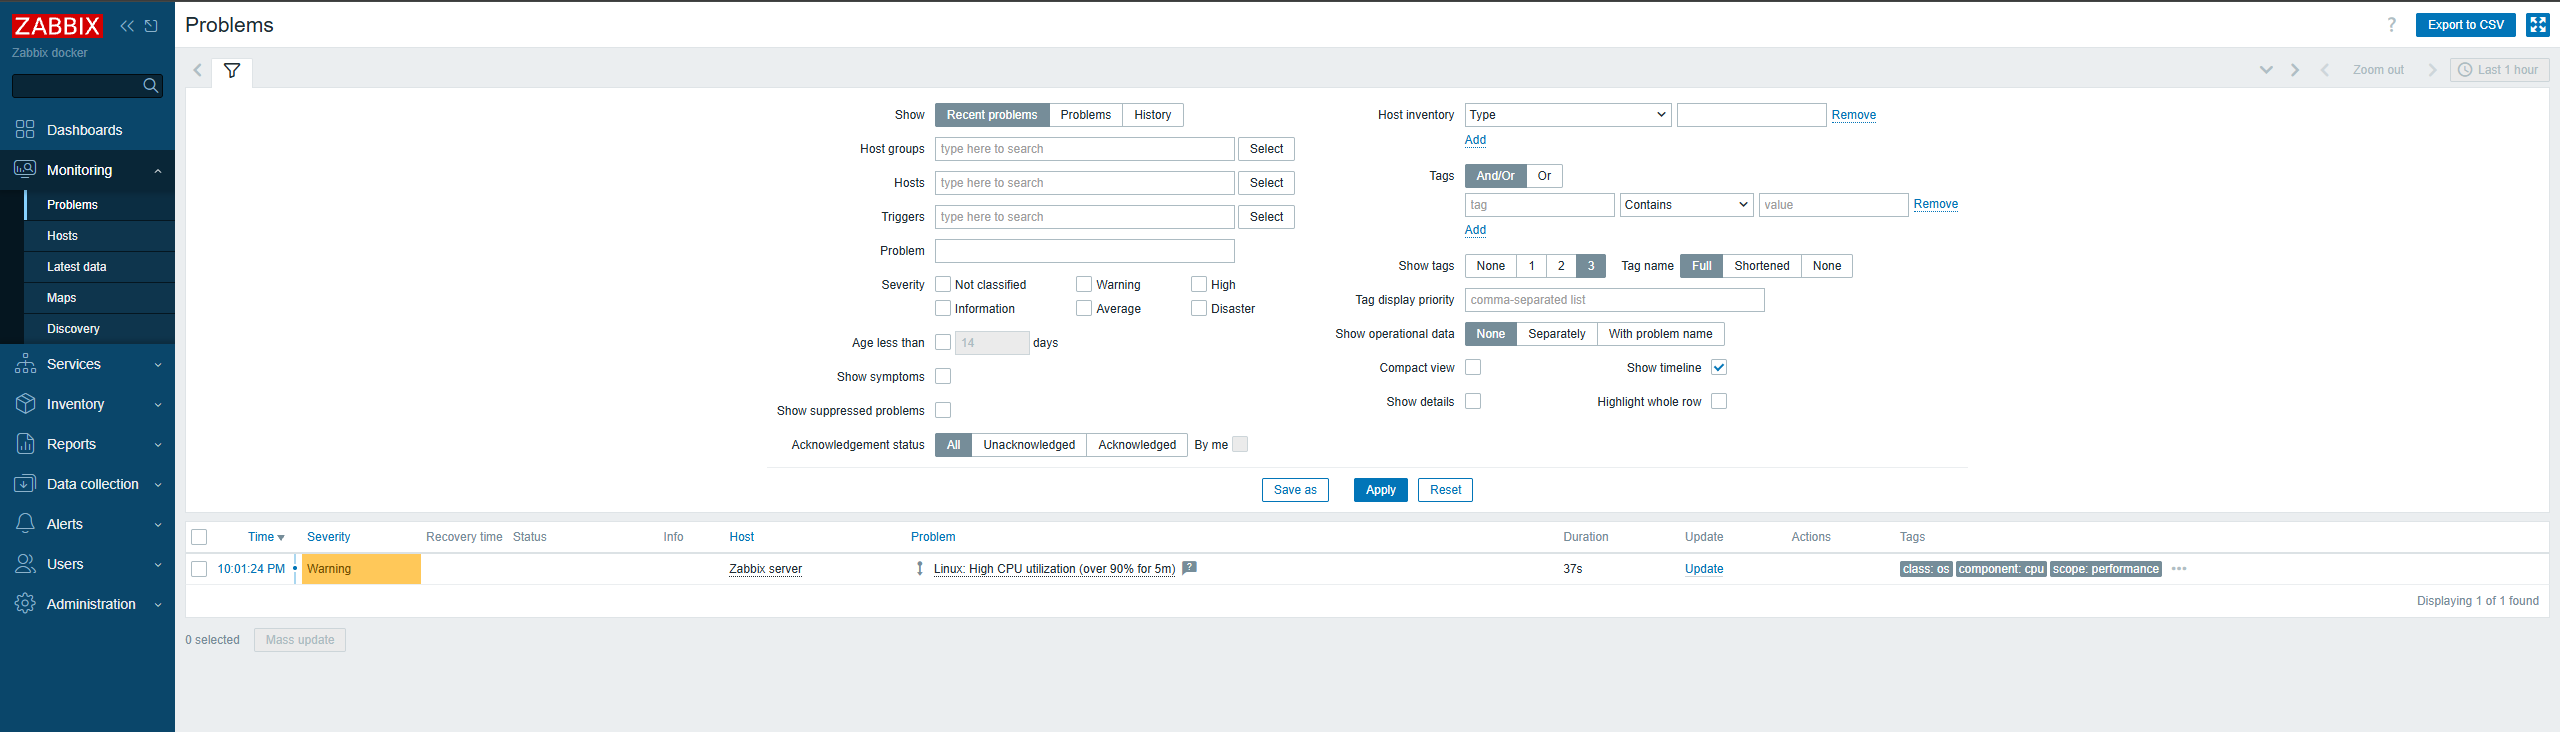 ZABBIX
Zabbix docker
Dashboards
Monitoring
Problems
Hosts
Latest data
Maps
Discovery
Services
Inventory
Reports
Data collection
Alerts
Users
Administration
Problems
? Export to CSV
Zoom out Last 1 hour
Show Recent problems Problems History
Host groups type here to search Select
Hosts type here to search Select
Triggers type here to search Select
Problem
Severity Not classified Warning High
Information Average Disaster
Age less than 14 days
Show symptoms
Show suppressed problems
Acknowledgement status All Unacknowledged Acknowledged By me
Host inventory Type Remove
Add
Tags And/Or Or
tag Contains value Remove
Add
Show tags None 1 2 3 Tag name Full Shortened None
Tag display priority comma-separated list
Show operational data None Separately With problem name
Compact view Show timeline
Show details Highlight whole row
Save as Apply Reset
Time Severity Recovery time Status Info Host Problem Duration Update Actions Tags
10:01:24 PM Warning Zabbix server Linux: High CPU utilization (over 90% for 5m) ? 37s Update class: os component: cpu scope: performance
Displaying 1 of 1 found
0 selected Mass update